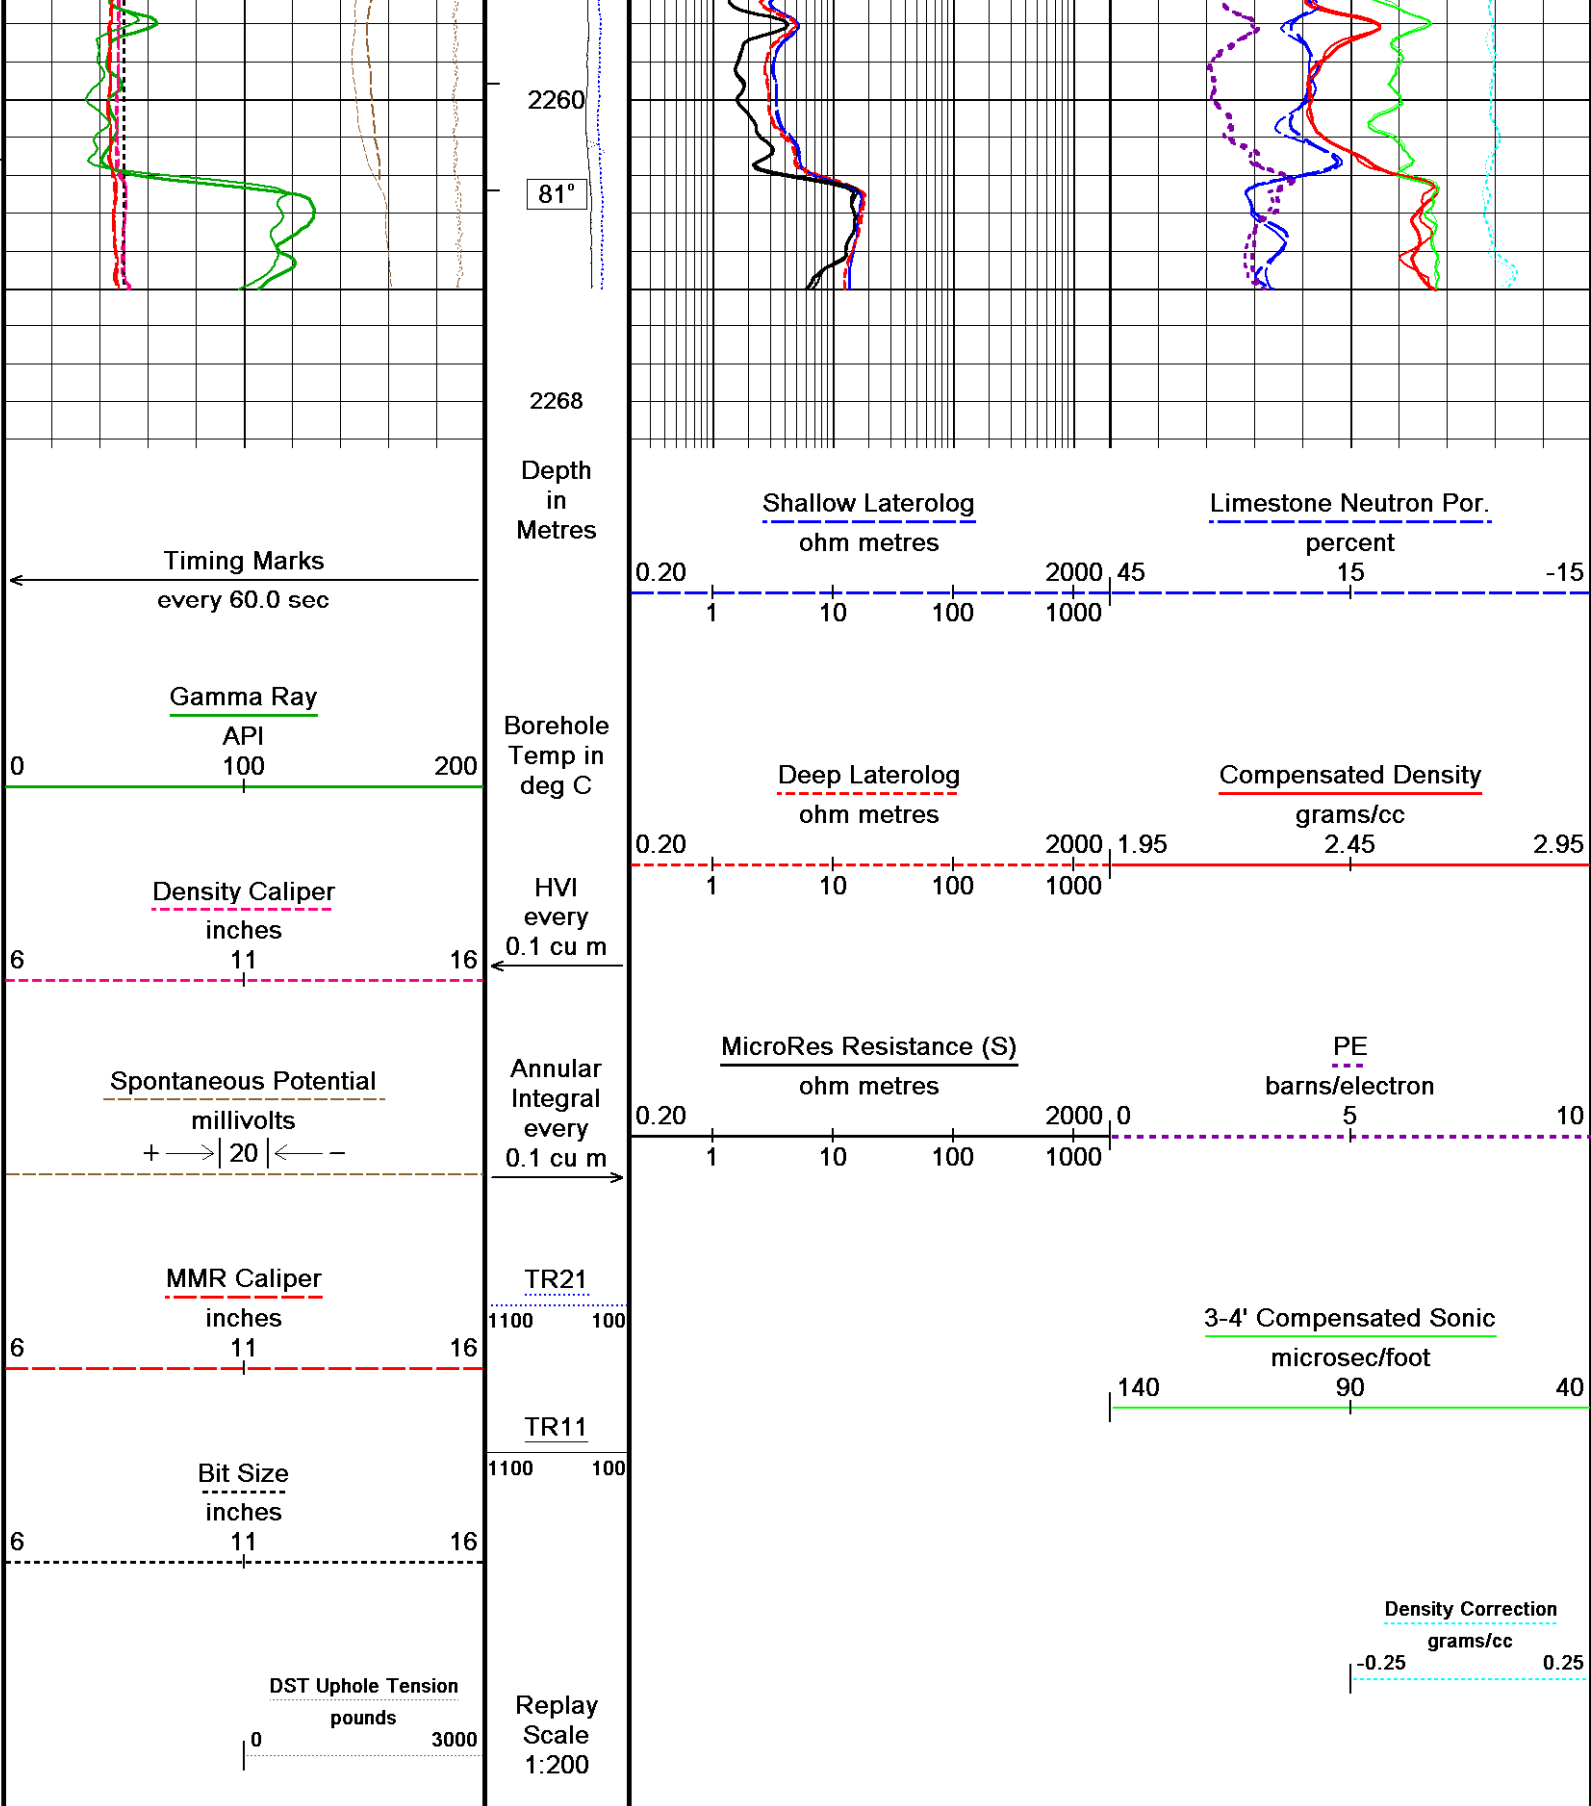 2260
81°
2268
Depth
in
Metres
Timing Marks
every 60.0 sec
Gamma Ray
API
0 100 200
Borehole
Temp in
deg C
Density Caliper
inches
6 11 16
HVI
every
0.1 cu m
Spontaneous Potential
millivolts
+ 20 −
Annular
Integral
every
0.1 cu m
MMR Caliper
inches
6 11 16
TR21
1100 100
TR11
1100 100
Bit Size
inches
6 11 16
DST Uphole Tension
pounds
0 3000
Replay
Scale
1:200
Shallow Laterolog
ohm metres
0.20 2000
1 10 100 1000
Limestone Neutron Por.
percent
45 15 -15
Deep Laterolog
ohm metres
0.20 2000
1 10 100 1000
Compensated Density
grams/cc
1.95 2.45 2.95
MicroRes Resistance (S)
ohm metres
0.20 2000
1 10 100 1000
PE
barns/electron
0 5 10
3-4' Compensated Sonic
microsec/foot
140 90 40
Density Correction
grams/cc
-0.25 0.25